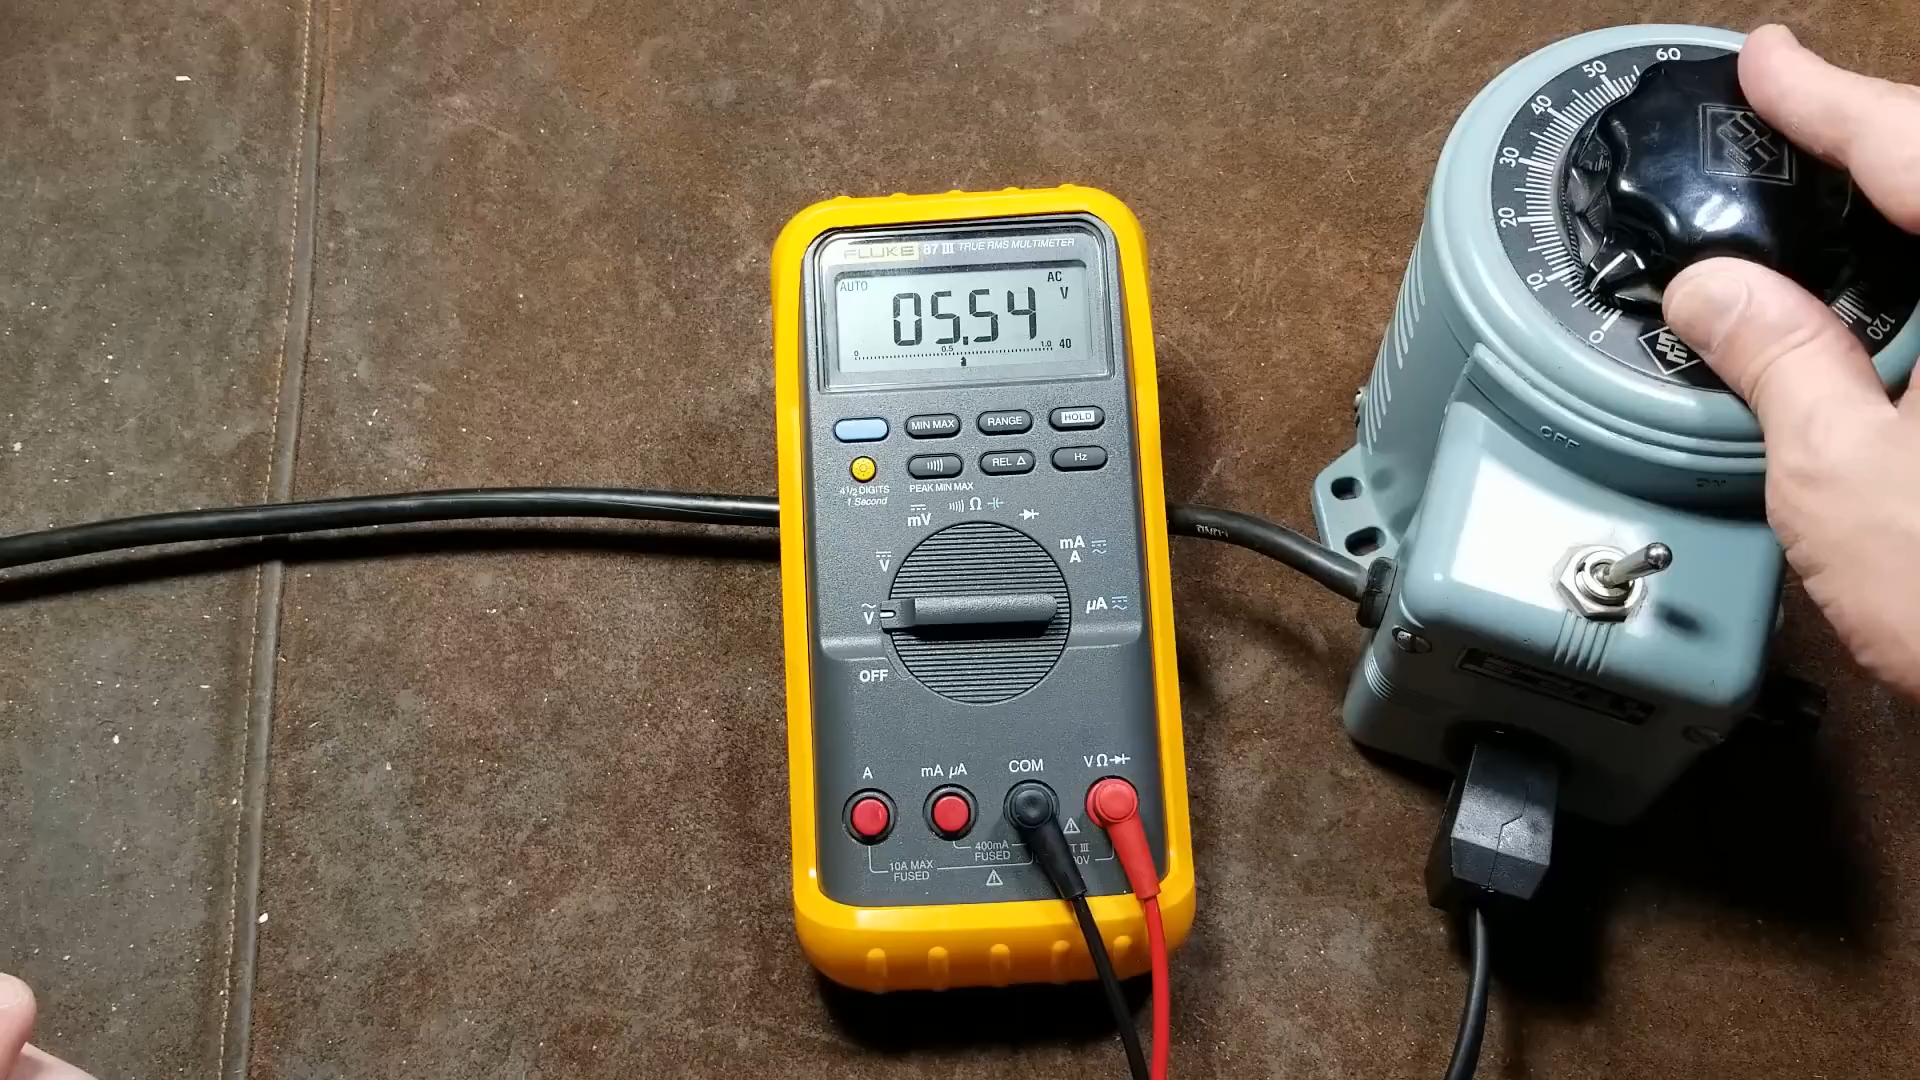 FLUKE 87 III TRUE RMS MULTIMETER
AUTO AC
05.54 V
0 0.5 1.0 40
MIN MAX RANGE HOLD
REL Δ Hz
4½ DIGITS
1 Second
PEAK MIN MAX
mV Ω
V
mA
A
V
µA
OFF
A mA µA COM V Ω
400mA
FUSED
10A MAX
FUSED
0 10 20 30 40 50 60 120
OFF